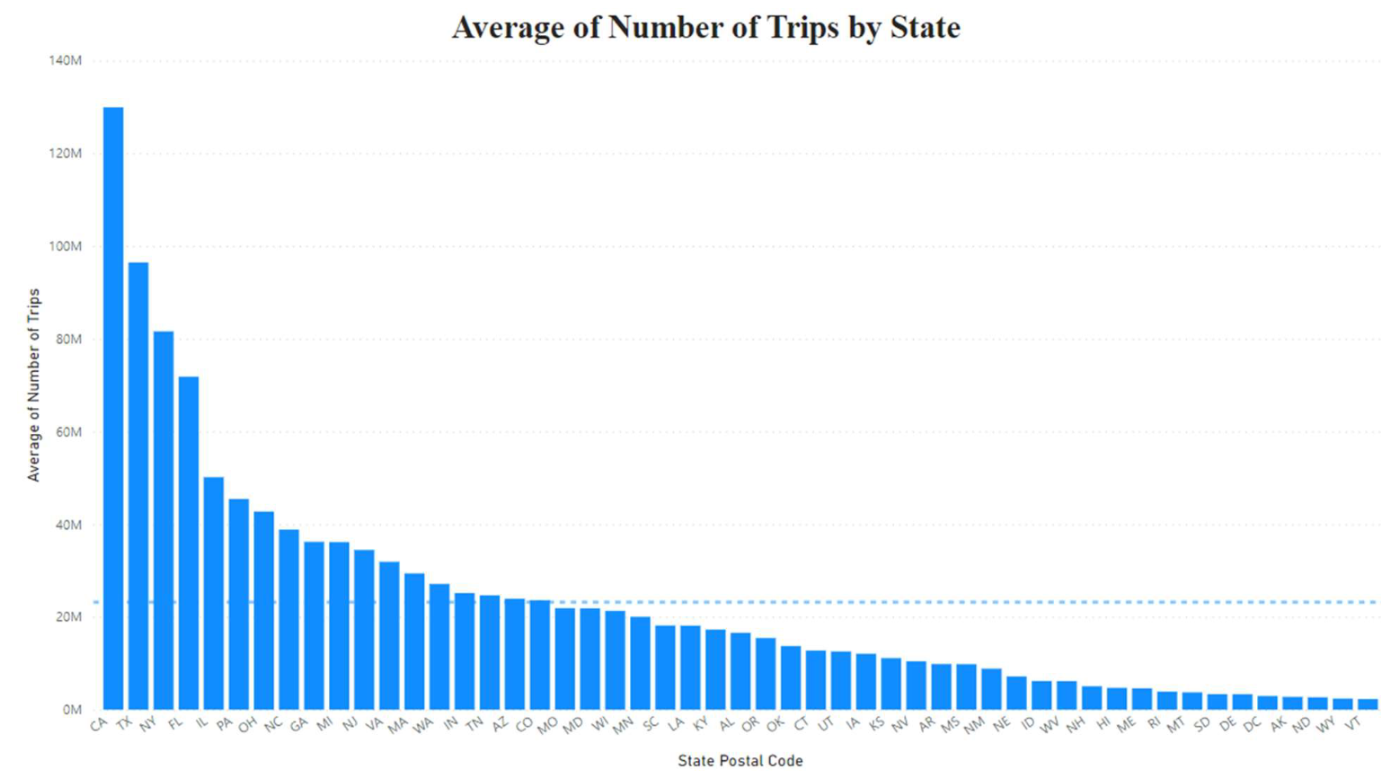 Average of Number of Trips by State
140M
120M
100M
80M
60M
40M
20M
0M
Average of Number of Trips
CA TX NY FL IL PA OH NC GA MI NJ VA MA WA IN TN AZ CO MO MD WI MN SC LA KY AL OR OK CT UT IA KS NV AR MS NM NE ID WV NH HI ME RI MT SD DE DC AK ND WY VT
State Postal Code